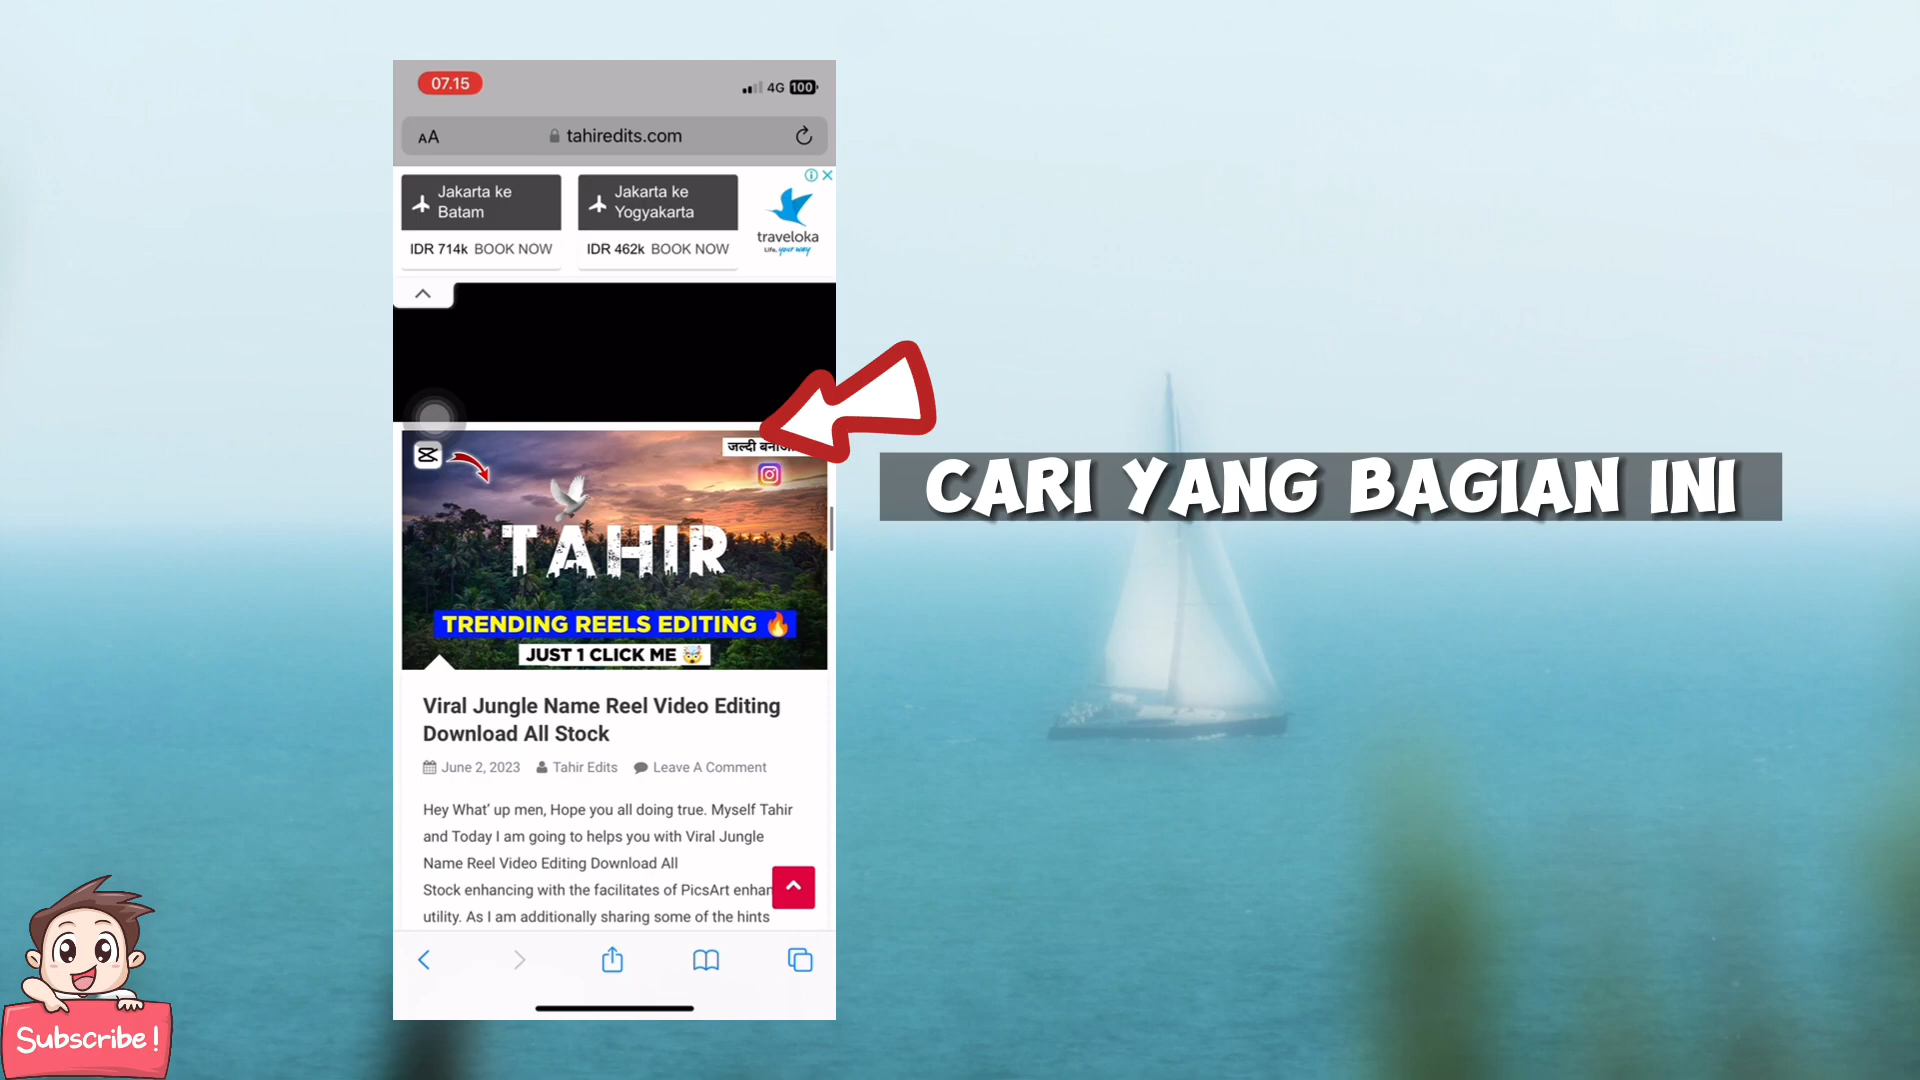 07.15
4G 100
AA tahiredits.com
Jakarta ke
Batam
IDR 714k BOOK NOW
Jakarta ke
Yogyakarta
IDR 462k BOOK NOW
traveloka
Life, your way
जल्दी
TAHIR
TRENDING REELS EDITING
JUST 1 CLICK ME
Viral Jungle Name Reel Video Editing
Download All Stock
June 2, 2023 Tahir Edits Leave A Comment
Hey What’ up men, Hope you all doing true. Myself Tahir
and Today I am going to helps you with Viral Jungle
Name Reel Video Editing Download All
Stock enhancing with the facilitates of PicsArt enhan
utility. As I am additionally sharing some of the hints
CARI YANG BAGIAN INI
Subscribe!